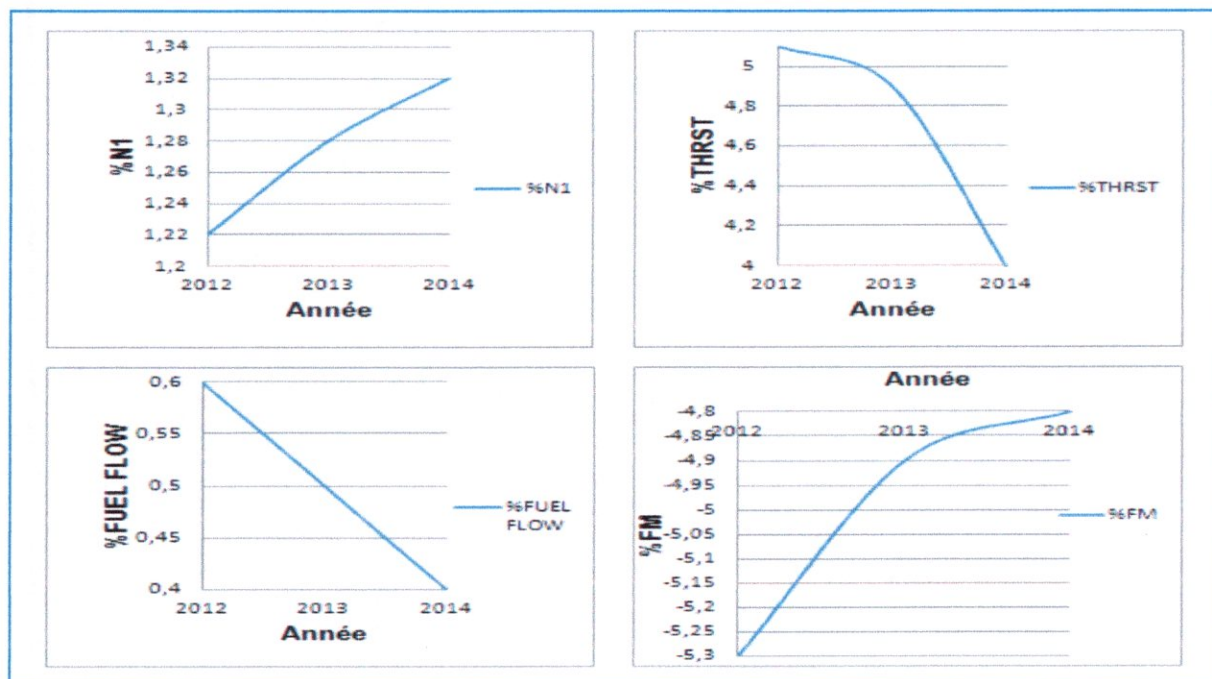 1,34
1,32
1,3
1,28
1,26
1,24
1,22
1,2
%N1
2012 2013 2014
Année
%N1
5
4,8
4,6
4,4
4,2
4
%THRST
2012 2013 2014
Année
%THRST
0,6
0,55
0,5
0,45
0,4
%FUEL FLOW
2012 2013 2014
Année
%FUEL
FLOW
Année
-4,8
2012 2013 2014
-4,85
-4,9
-4,95
-5
-5,05
-5,1
-5,15
-5,2
-5,25
-5,3
%FM
%FM